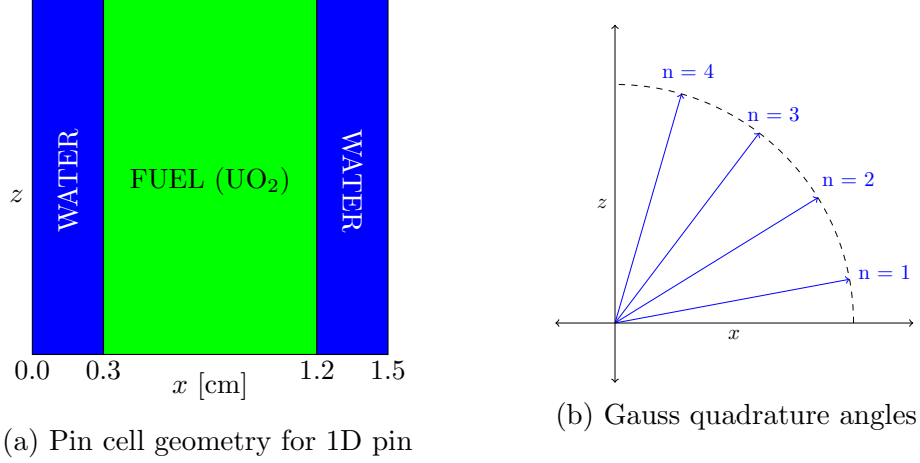 WATER
FUEL (UO₂)
WATER
z
0.0
0.3
1.2
1.5
x [cm]
(a) Pin cell geometry for 1D pin
n = 4
n = 3
n = 2
n = 1
z
x
(b) Gauss quadrature angles